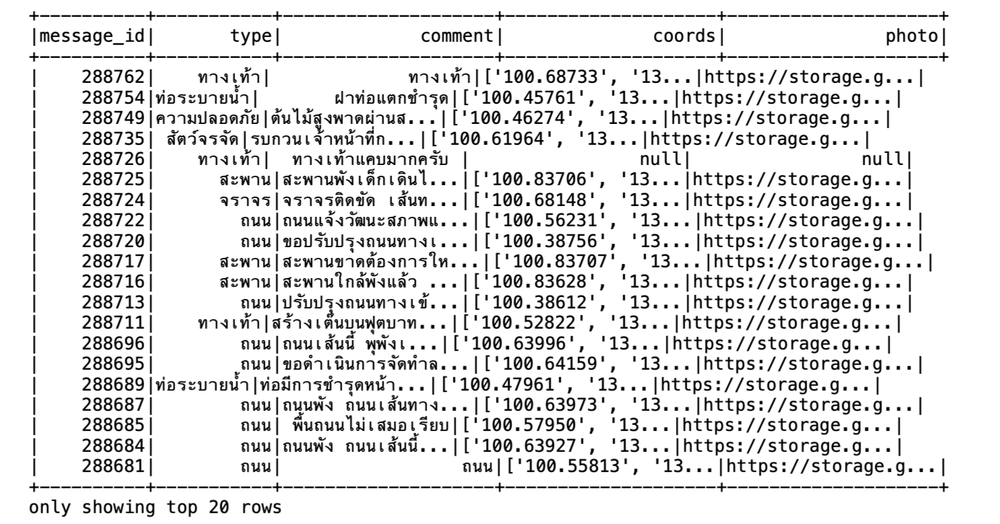 +----------+-----------+--------------------+--------------------+--------------------+
|message_id|       type|             comment|              coords|               photo|
+----------+-----------+--------------------+--------------------+--------------------+
|    288762|    ทางเท้า|             ทางเท้า|['100.68733', '13...|https://storage.g...|
|    288754|ท่อระบายน้ำ|       ฝาท่อแตกชำรุด|['100.45761', '13...|https://storage.g...|
|    288749|ความปลอดภัย|ต้นไม้สูงพาดผ่านส...|['100.46274', '13...|https://storage.g...|
|    288735| สัตว์จรจัด|รบกวนเจ้าหน้าที่ก...|['100.61964', '13...|https://storage.g...|
|    288726|    ทางเท้า|  ทางเท้าแคบมากครับ |                null|                null|
|    288725|      สะพาน|สะพานพังเด็กเดินไ...|['100.83706', '13...|https://storage.g...|
|    288724|      จราจร|จราจรติดขัด เส้นท...|['100.68148', '13...|https://storage.g...|
|    288722|        ถนน|ถนนแจ้งวัฒนะสภาพแ...|['100.56231', '13...|https://storage.g...|
|    288720|        ถนน|ขอปรับปรุงถนนทางเ...|['100.38756', '13...|https://storage.g...|
|    288717|      สะพาน|สะพานขาดต้องการให...|['100.83707', '13...|https://storage.g...|
|    288716|      สะพาน|สะพานใกล้พังแล้ว ...|['100.83628', '13...|https://storage.g...|
|    288713|        ถนน|ปรับปรุงถนนทางเข้...|['100.38612', '13...|https://storage.g...|
|    288711|    ทางเท้า|สร้างเต๊นบนฟุตบาท...|['100.52822', '13...|https://storage.g...|
|    288696|        ถนน|ถนนเส้นนี้ พุพังเ...|['100.63996', '13...|https://storage.g...|
|    288695|        ถนน|ขอดำเนินการจัดทำล...|['100.64159', '13...|https://storage.g...|
|    288689|ท่อระบายน้ำ|ท่อมีการชำรุดหน้า...|['100.47961', '13...|https://storage.g...|
|    288687|        ถนน|ถนนพัง ถนนเส้นทาง...|['100.63973', '13...|https://storage.g...|
|    288685|        ถนน| พื้นถนนไม่เสมอเรียบ|['100.57950', '13...|https://storage.g...|
|    288684|        ถนน|ถนนพัง ถนนเส้นนี้...|['100.63927', '13...|https://storage.g...|
|    288681|        ถนน|                 ถนน|['100.55813', '13...|https://storage.g...|
+----------+-----------+--------------------+--------------------+--------------------+
only showing top 20 rows